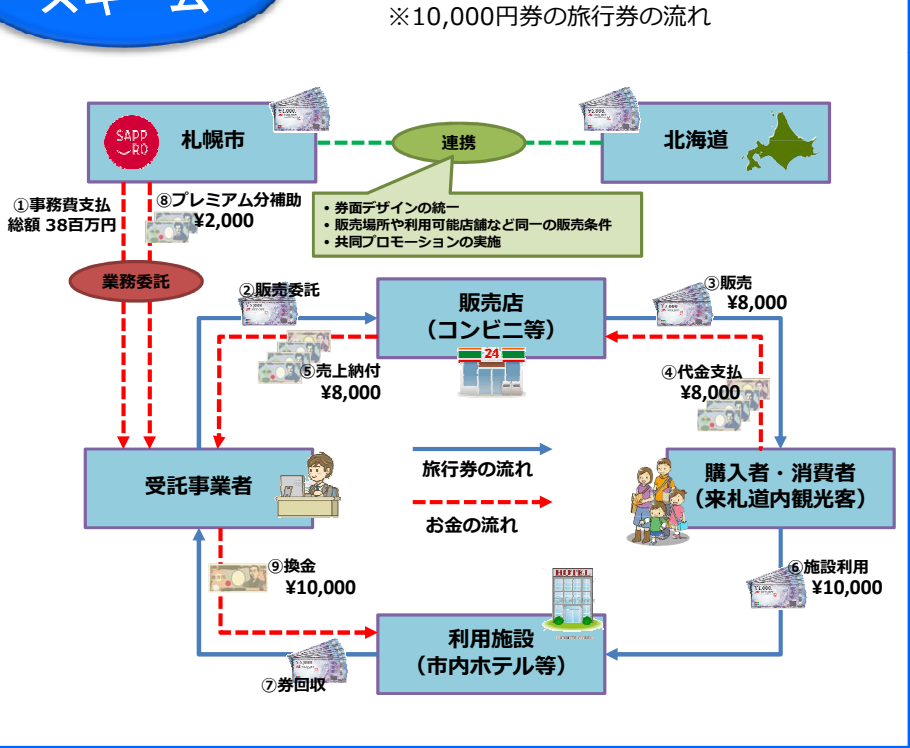 スキーム
※10,000円券の旅行券の流れ
SAPP
RO
札幌市
連携
北海道
①事務費支払
総額 38百万円
⑧プレミアム分補助
¥2,000
・券面デザインの統一
・販売場所や利用可能店舗など同一の販売条件
・共同プロモーションの実施
業務委託
②販売委託
販売店
（コンビニ等）
24
③販売
¥8,000
⑤売上納付
¥8,000
④代金支払
¥8,000
受託事業者
旅行券の流れ
お金の流れ
購入者・消費者
（来札道内観光客）
⑨換金
¥10,000
HOTEL
⑥施設利用
¥10,000
利用施設
（市内ホテル等）
⑦券回収